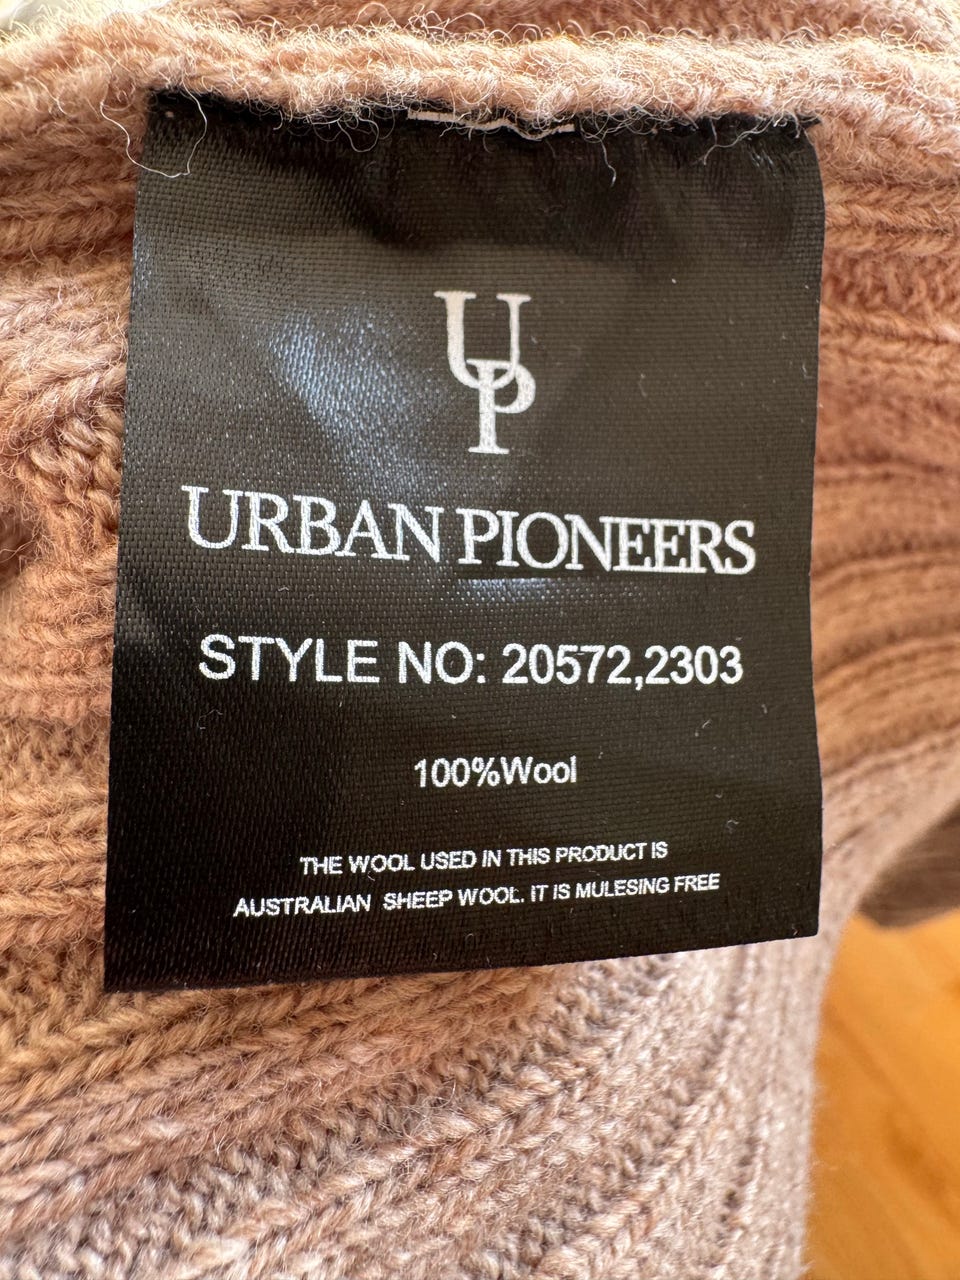 UP
URBAN PIONEERS
STYLE NO: 20572,2303
100%Wool
THE WOOL USED IN THIS PRODUCT IS
AUSTRALIAN SHEEP WOOL. IT IS MULESING FREE